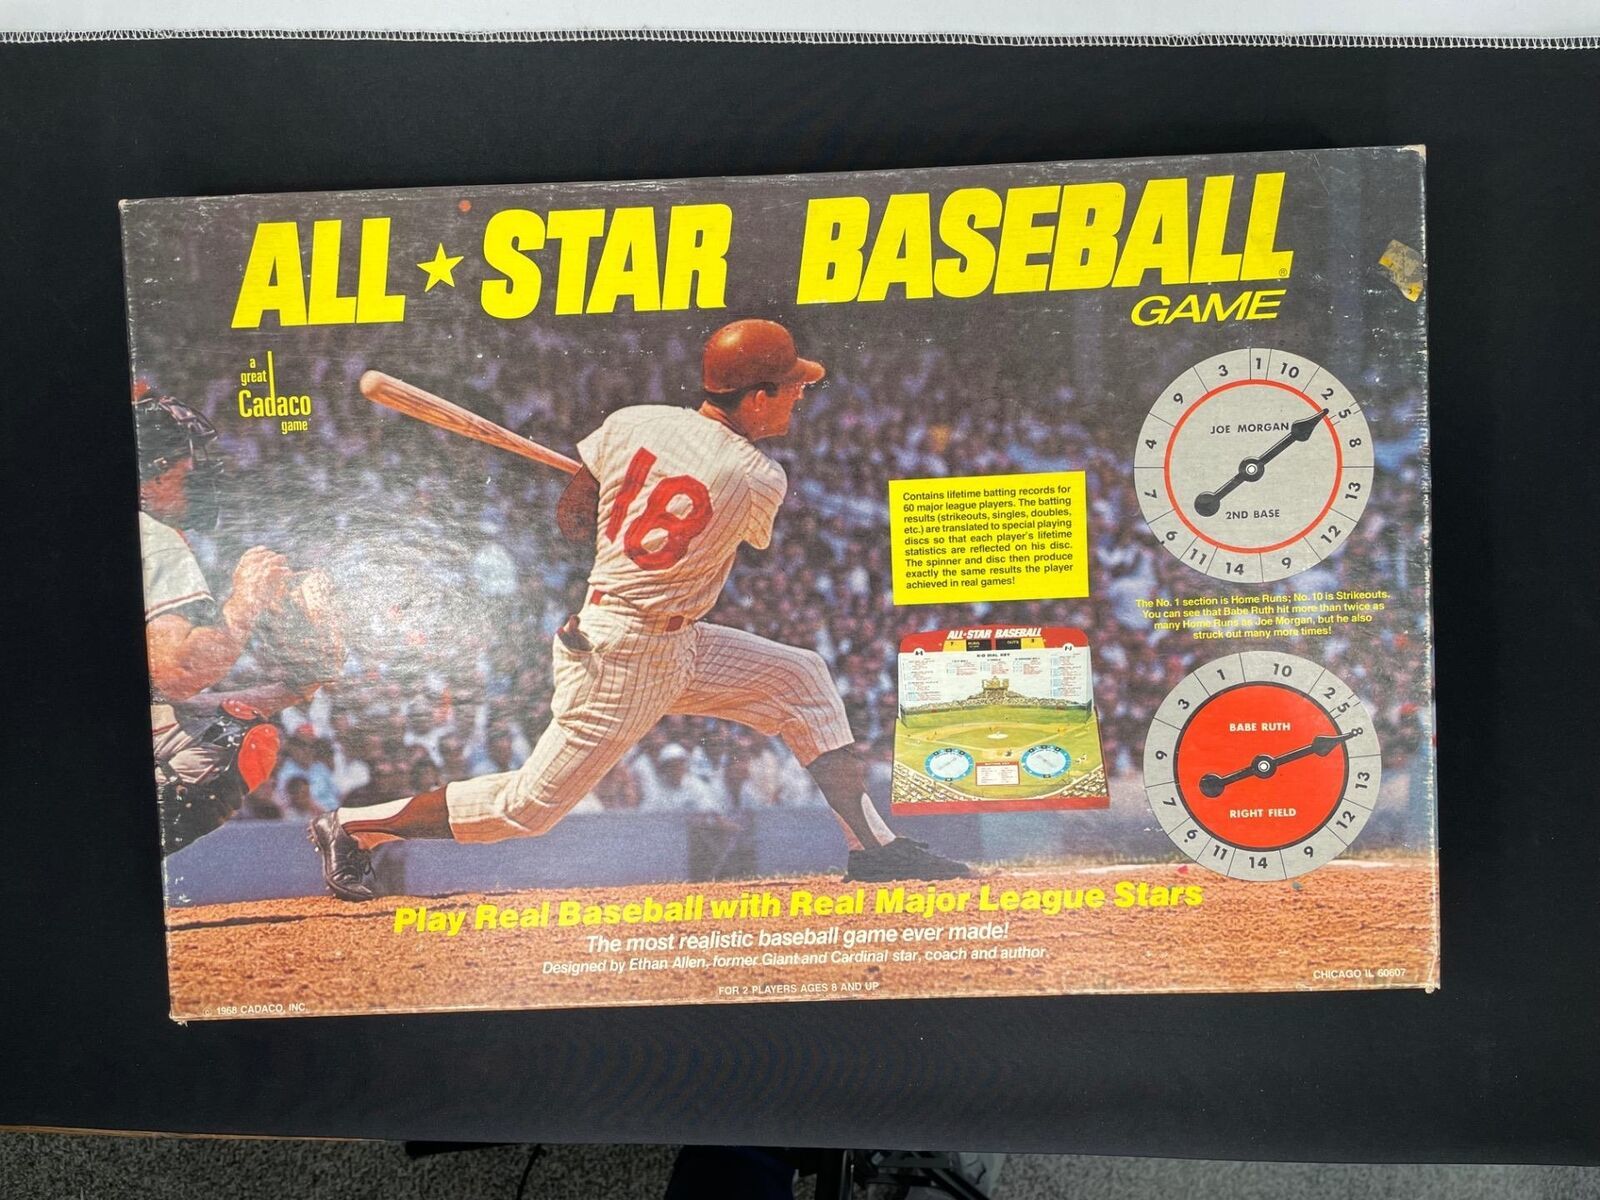 ALL★STAR BASEBALL®
GAME
a
great
Cadaco
game
18
Contains lifetime batting records for
60 major league players. The batting
results (strikeouts, singles, doubles,
etc.) are translated to special playing
discs so that each player's lifetime
statistics are reflected on his disc.
The spinner and disc then produce
exactly the same results the player
achieved in real games!
1 10 2 5 8 13 12 9 14 11 6 7 4 9 3
JOE MORGAN
2ND BASE
The No. 1 section is Home Runs; No. 10 is Strikeouts.
You can see that Babe Ruth hit more than twice as
many Home Runs as Joe Morgan, but he also
struck out many more times!
ALL-STAR BASEBALL
1 10 2 5 8 13 12 9 14 11 6 7 9 3
BABE RUTH
RIGHT FIELD
Play Real Baseball with Real Major League Stars
The most realistic baseball game ever made!
Designed by Ethan Allen, former Giant and Cardinal star, coach and author.
FOR 2 PLAYERS AGES 8 AND UP
© 1968 CADACO, INC.
CHICAGO IL 60607